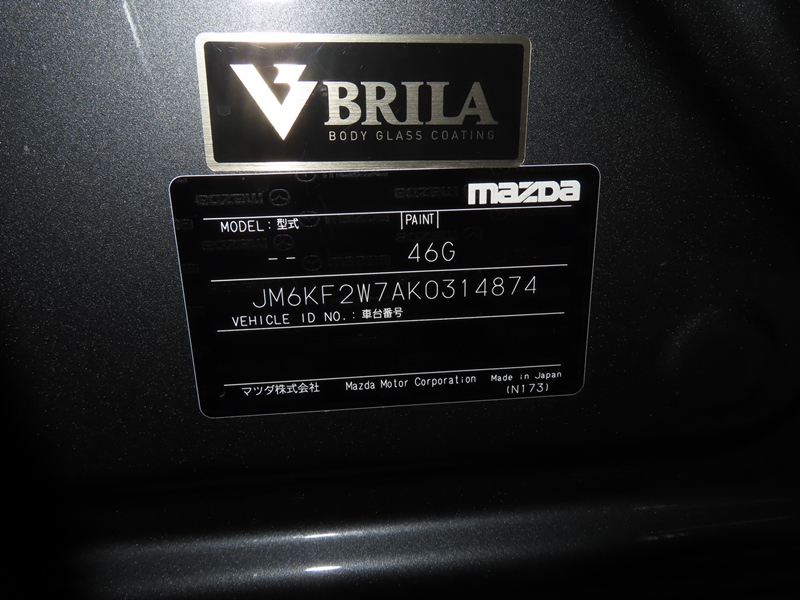 BRILA
BODY GLASS COATING
mazda
MODEL: 型式 PAINT
-- 46G
JM6KF2W7AK0314874
VEHICLE ID NO.: 車台番号
マツダ株式会社 Mazda Motor Corporation Made in Japan
(N173)